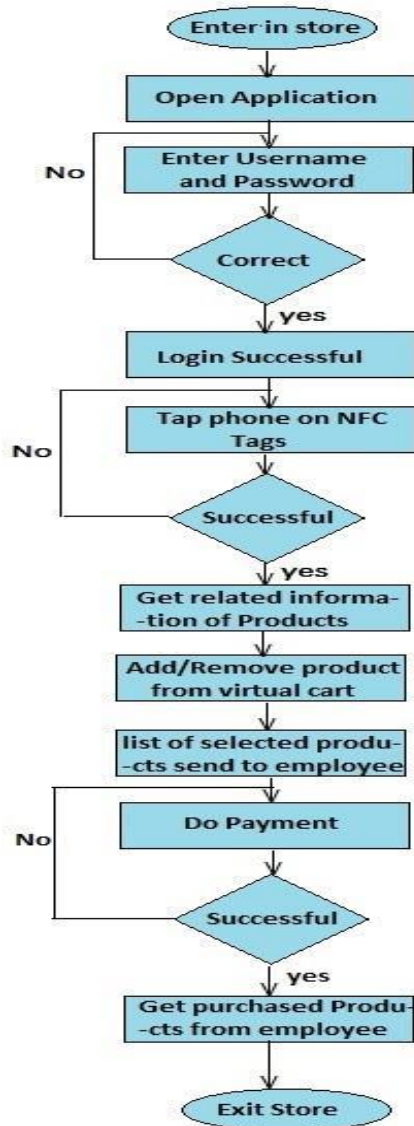 Enter in store
Open Application
Enter Username
and Password
No
Correct
yes
Login Successful
Tap phone on NFC
Tags
No
Successful
yes
Get related informa-
-tion of Products
Add/Remove product
from virtual cart
list of selected produ-
-cts send to employee
Do Payment
No
Successful
yes
Get purchased Produ-
-cts from employee
Exit Store